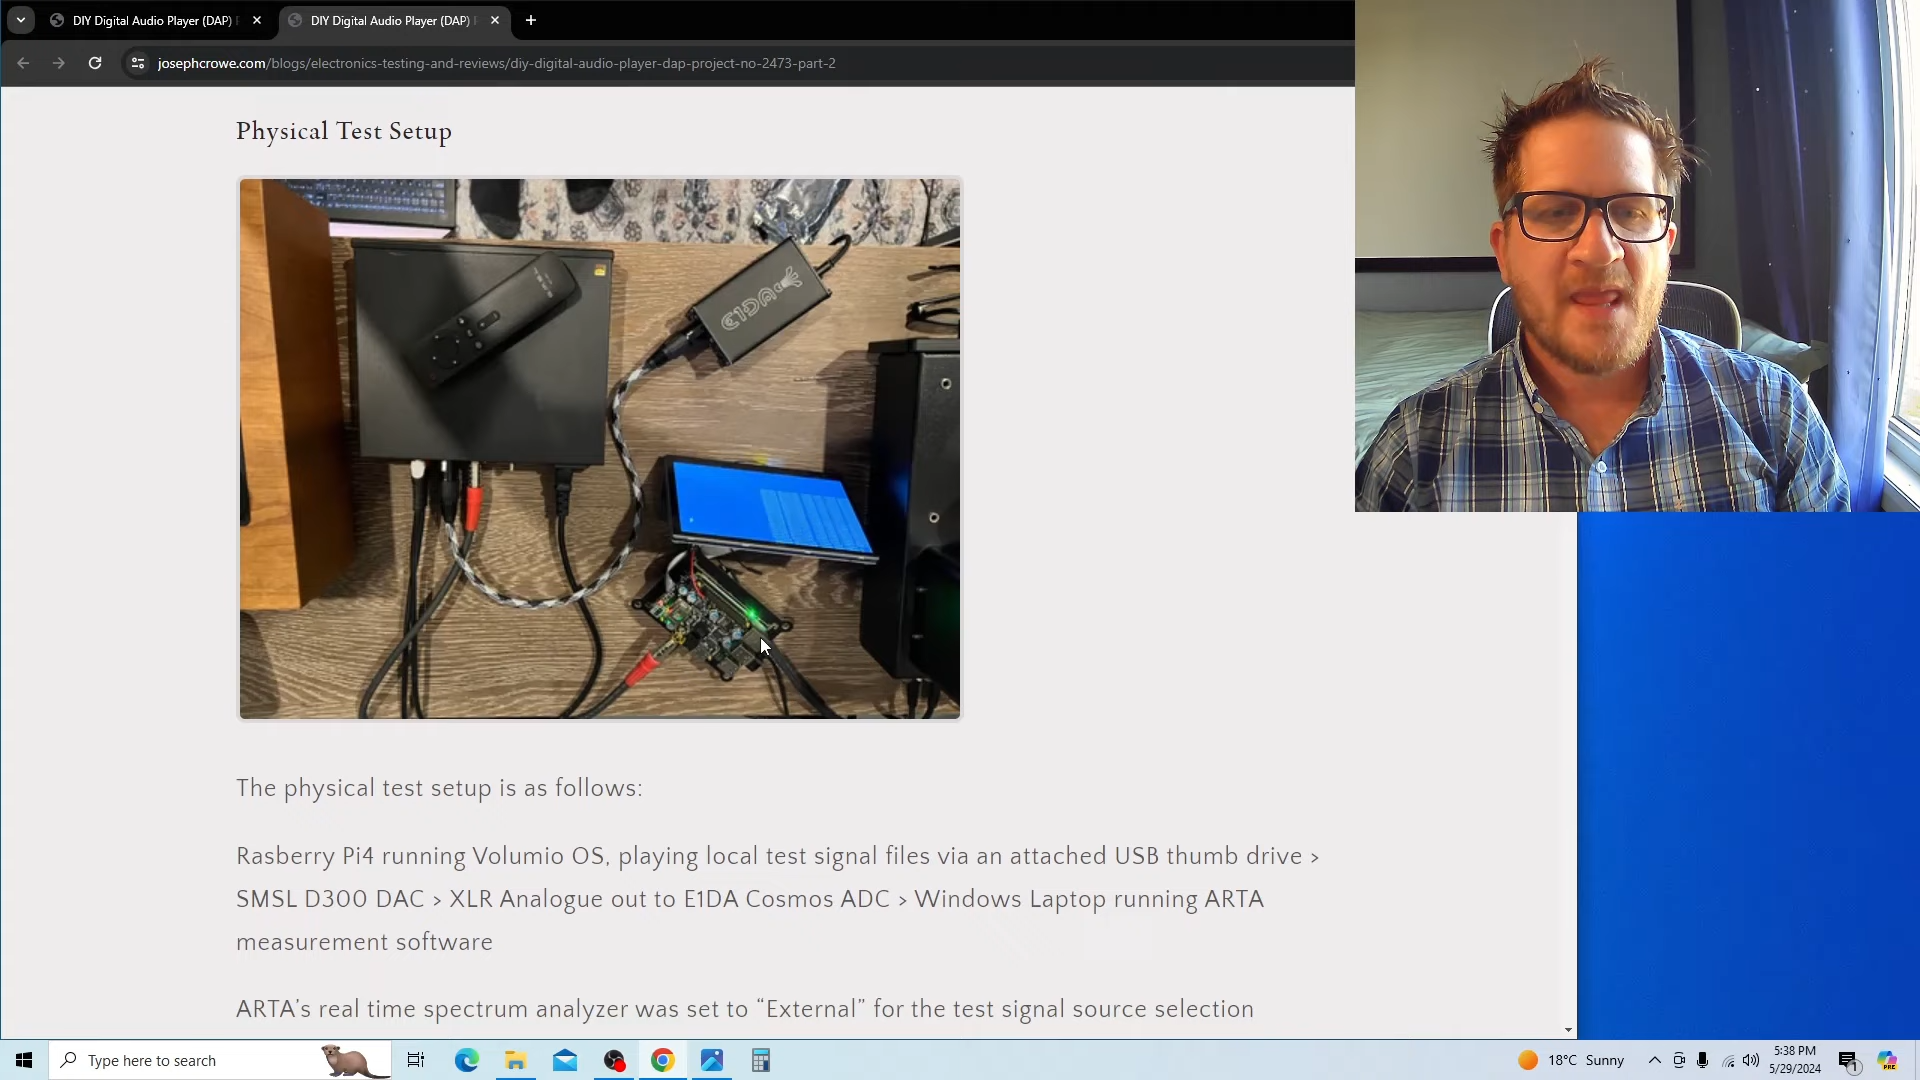 DIY Digital Audio Player (DAP)
DIY Digital Audio Player (DAP)
josephcrowe.com/blogs/electronics-testing-and-reviews/diy-digital-audio-player-dap-project-no-2473-part-2
Physical Test Setup
E1DA
The physical test setup is as follows:
Rasberry Pi4 running Volumio OS, playing local test signal files via an attached USB thumb drive >
SMSL D300 DAC > XLR Analogue out to E1DA Cosmos ADC > Windows Laptop running ARTA
measurement software
ARTA’s real time spectrum analyzer was set to “External” for the test signal source selection
Type here to search
18°C Sunny
5:38 PM
5/29/2024
1
PRE